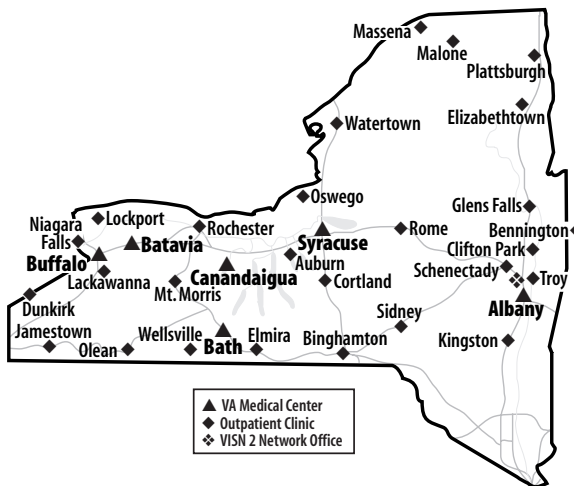 Massena
Malone
Plattsburgh
Elizabethtown
Watertown
Oswego
Glens Falls
Lockport
Rochester
Niagara
Falls
Rome
Bennington
Syracuse
Batavia
Clifton Park
Buffalo
Auburn
Schenectady
Canandaigua
Lackawanna
Cortland
Troy
Mt. Morris
Dunkirk
Albany
Sidney
Jamestown
Wellsville
Elmira
Kingston
Olean
Bath
Binghamton
VA Medical Center
Outpatient Clinic
VISN 2 Network Office